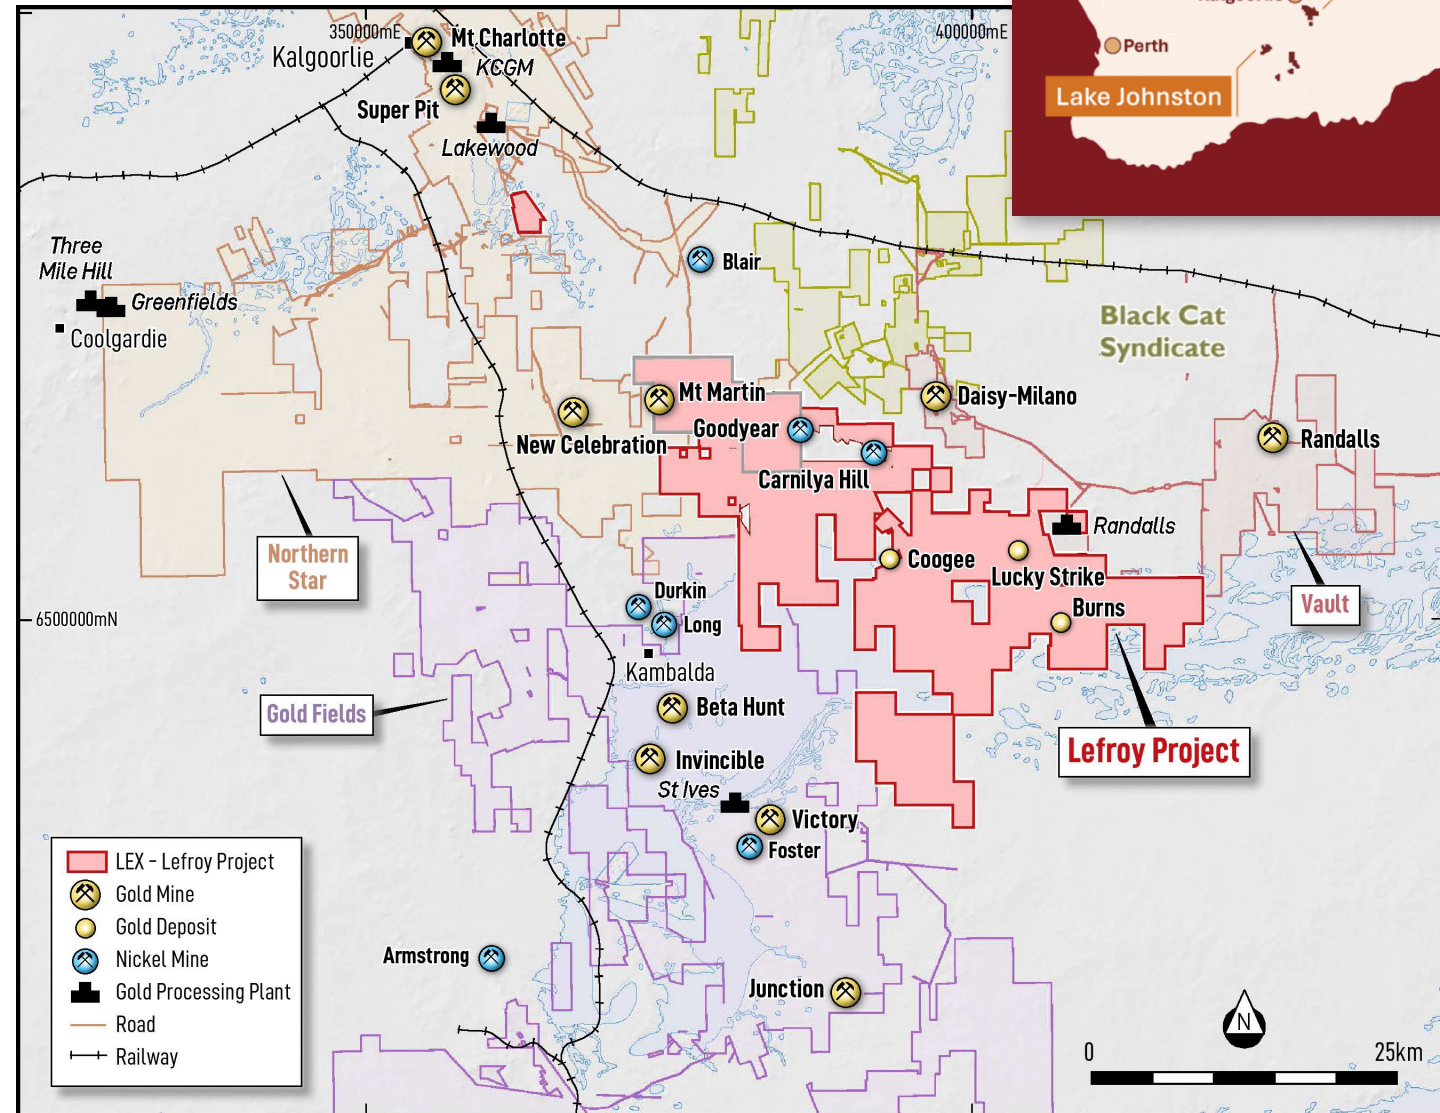 350000mE
400000mE
Kalgoorlie
Mt Charlotte
KCGM
Super Pit
Lakewood
Perth
Lake Johnston
Three
Mile Hill
Greenfields
Coolgardie
Blair
Black Cat
Syndicate
Mt Martin
Goodyear
Daisy-Milano
New Celebration
Carnilya Hill
Randalls
Randalls
Northern
Star
Coogee
Lucky Strike
Durkin
Long
Burns
Vault
6500000mN
Kambalda
Gold Fields
Beta Hunt
Lefroy Project
Invincible
St Ives
Victory
Foster
Armstrong
Junction
LEX - Lefroy Project
Gold Mine
Gold Deposit
Nickel Mine
Gold Processing Plant
Road
Railway
N
0
25km